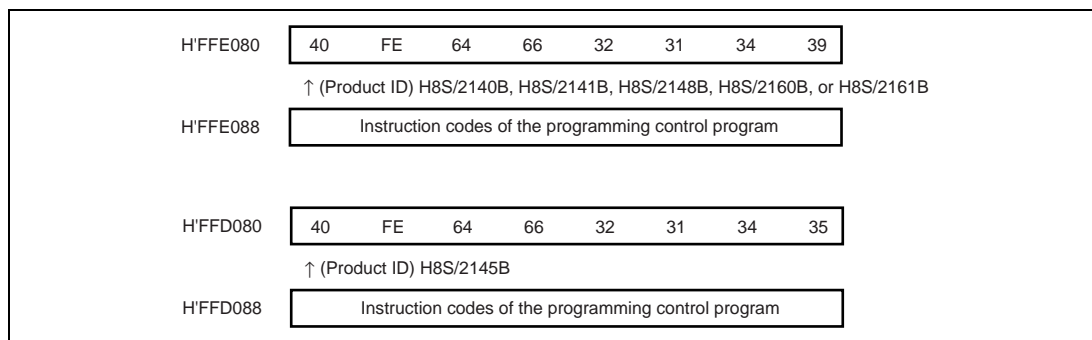 H'FFE080 40 FE 64 66 32 31 34 39
↑ (Product ID) H8S/2140B, H8S/2141B, H8S/2148B, H8S/2160B, or H8S/2161B
H'FFE088 Instruction codes of the programming control program
H'FFD080 40 FE 64 66 32 31 34 35
↑ (Product ID) H8S/2145B
H'FFD088 Instruction codes of the programming control program